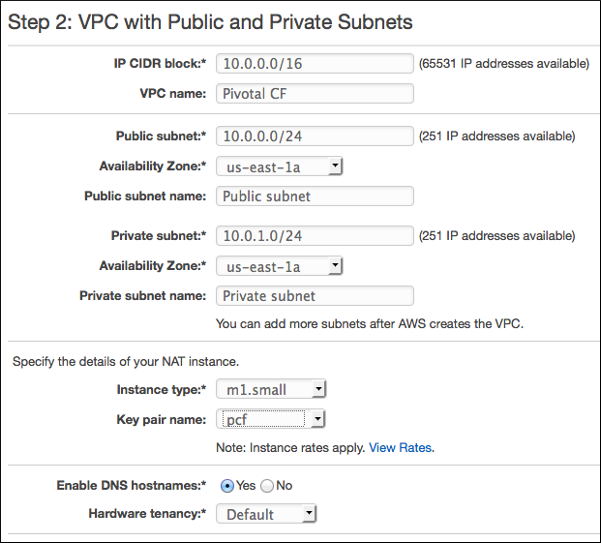 Step 2: VPC with Public and Private Subnets
IP CIDR block:* 10.0.0.0/16 (65531 IP addresses available)
VPC name: Pivotal CF
Public subnet:* 10.0.0.0/24 (251 IP addresses available)
Availability Zone:* us-east-1a
Public subnet name: Public subnet
Private subnet:* 10.0.1.0/24 (251 IP addresses available)
Availability Zone:* us-east-1a
Private subnet name: Private subnet
You can add more subnets after AWS creates the VPC.
Specify the details of your NAT instance.
Instance type:* m1.small
Key pair name: pcf
Note: Instance rates apply. View Rates.
Enable DNS hostnames:* Yes No
Hardware tenancy:* Default